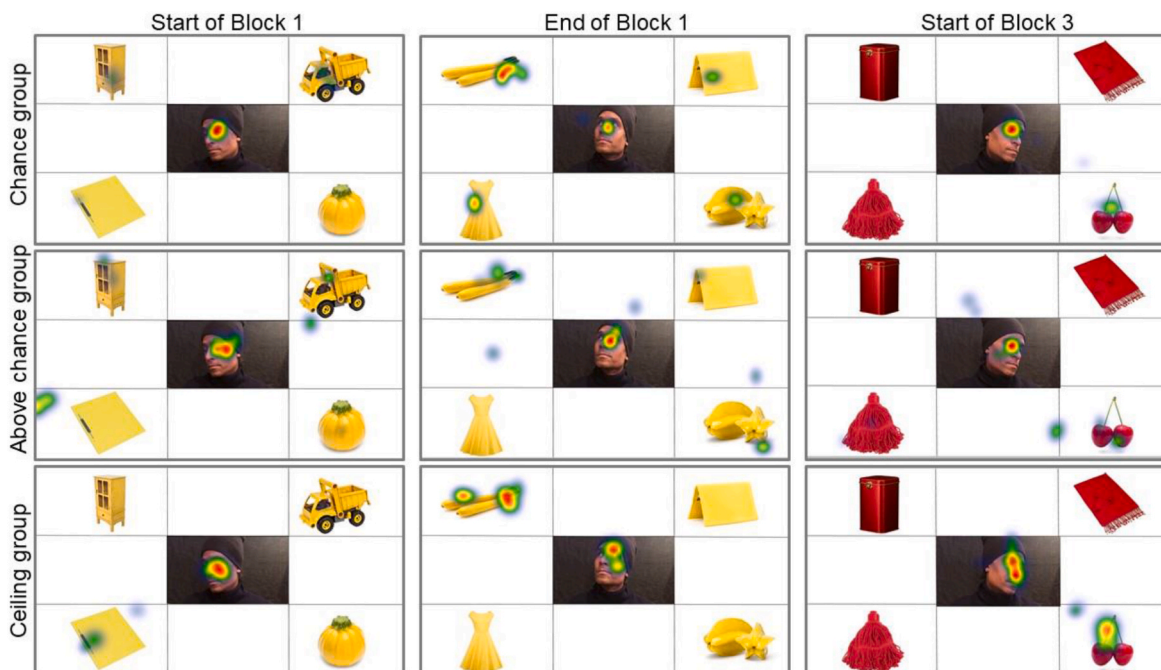 Start of Block 1
End of Block 1
Start of Block 3
Chance group
Above chance group
Ceiling group